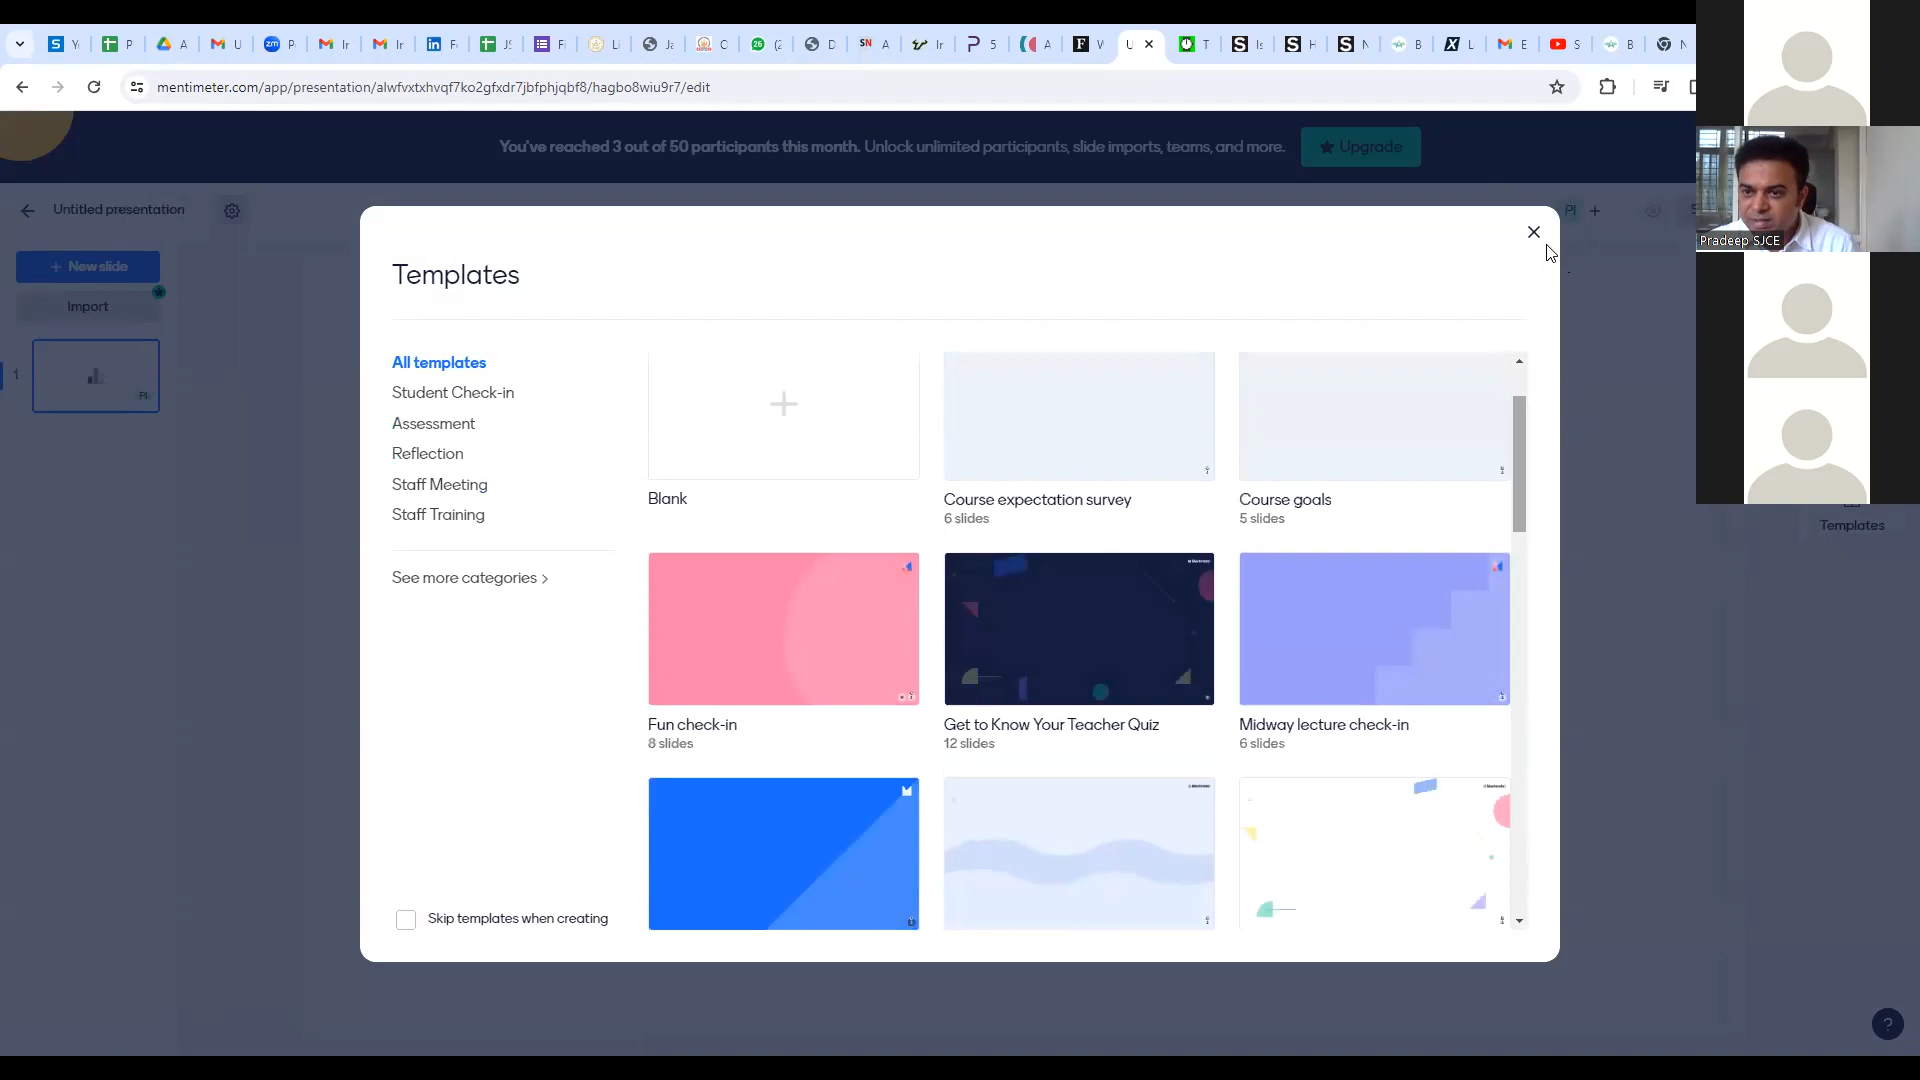 mentimeter.com/app/presentation/alwfvxtxhvqf7ko2gfxdr7jbfphjqbf8/hagbo8wiu9r7/edit
You've reached 3 out of 50 participants this month. Unlock unlimited participants, slide imports, teams, and more.
Upgrade
Untitled presentation
PI
New slide
Import
1
PI
Templates
All templates
Student Check-in
Assessment
Reflection
Staff Meeting
Staff Training
See more categories
Skip templates when creating
Blank
Course expectation survey
6 slides
Course goals
5 slides
Fun check-in
8 slides
Get to Know Your Teacher Quiz
12 slides
Midway lecture check-in
6 slides
Pradeep SJCE
Templates
?